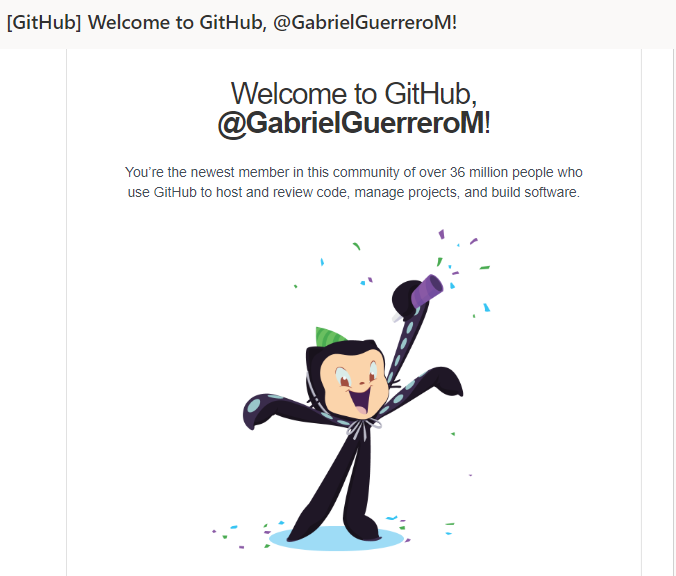 [GitHub] Welcome to GitHub, @GabrielGuerreroM!
Welcome to GitHub,
@GabrielGuerreroM!
You’re the newest member in this community of over 36 million people who
use GitHub to host and review code, manage projects, and build software.